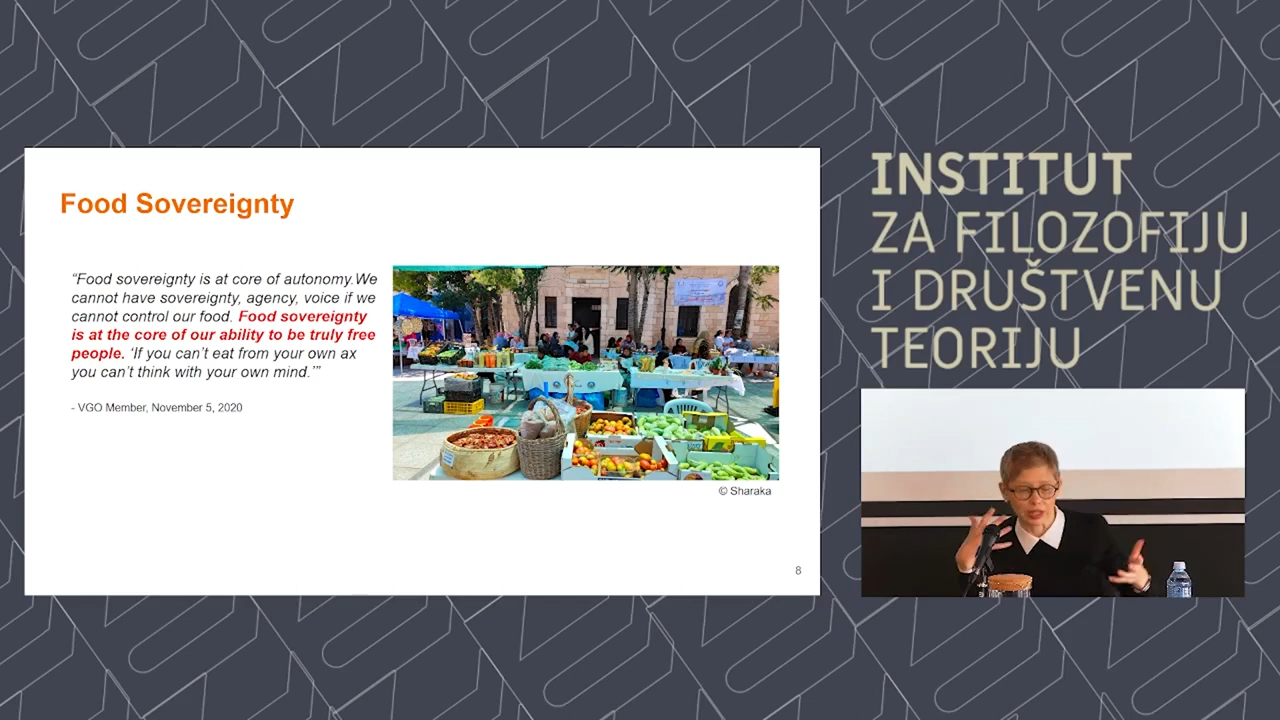 Food Sovereignty
“Food sovereignty is at core of autonomy.We
cannot have sovereignty, agency, voice if we
cannot control our food. Food sovereignty
is at the core of our ability to be truly free
people. ‘If you can’t eat from your own ax
you can’t think with your own mind.’”
- VGO Member, November 5, 2020
© Sharaka
8
INSTITUT
ZA FILOZOFIJU
I DRUŠTVENU
TEORIJU